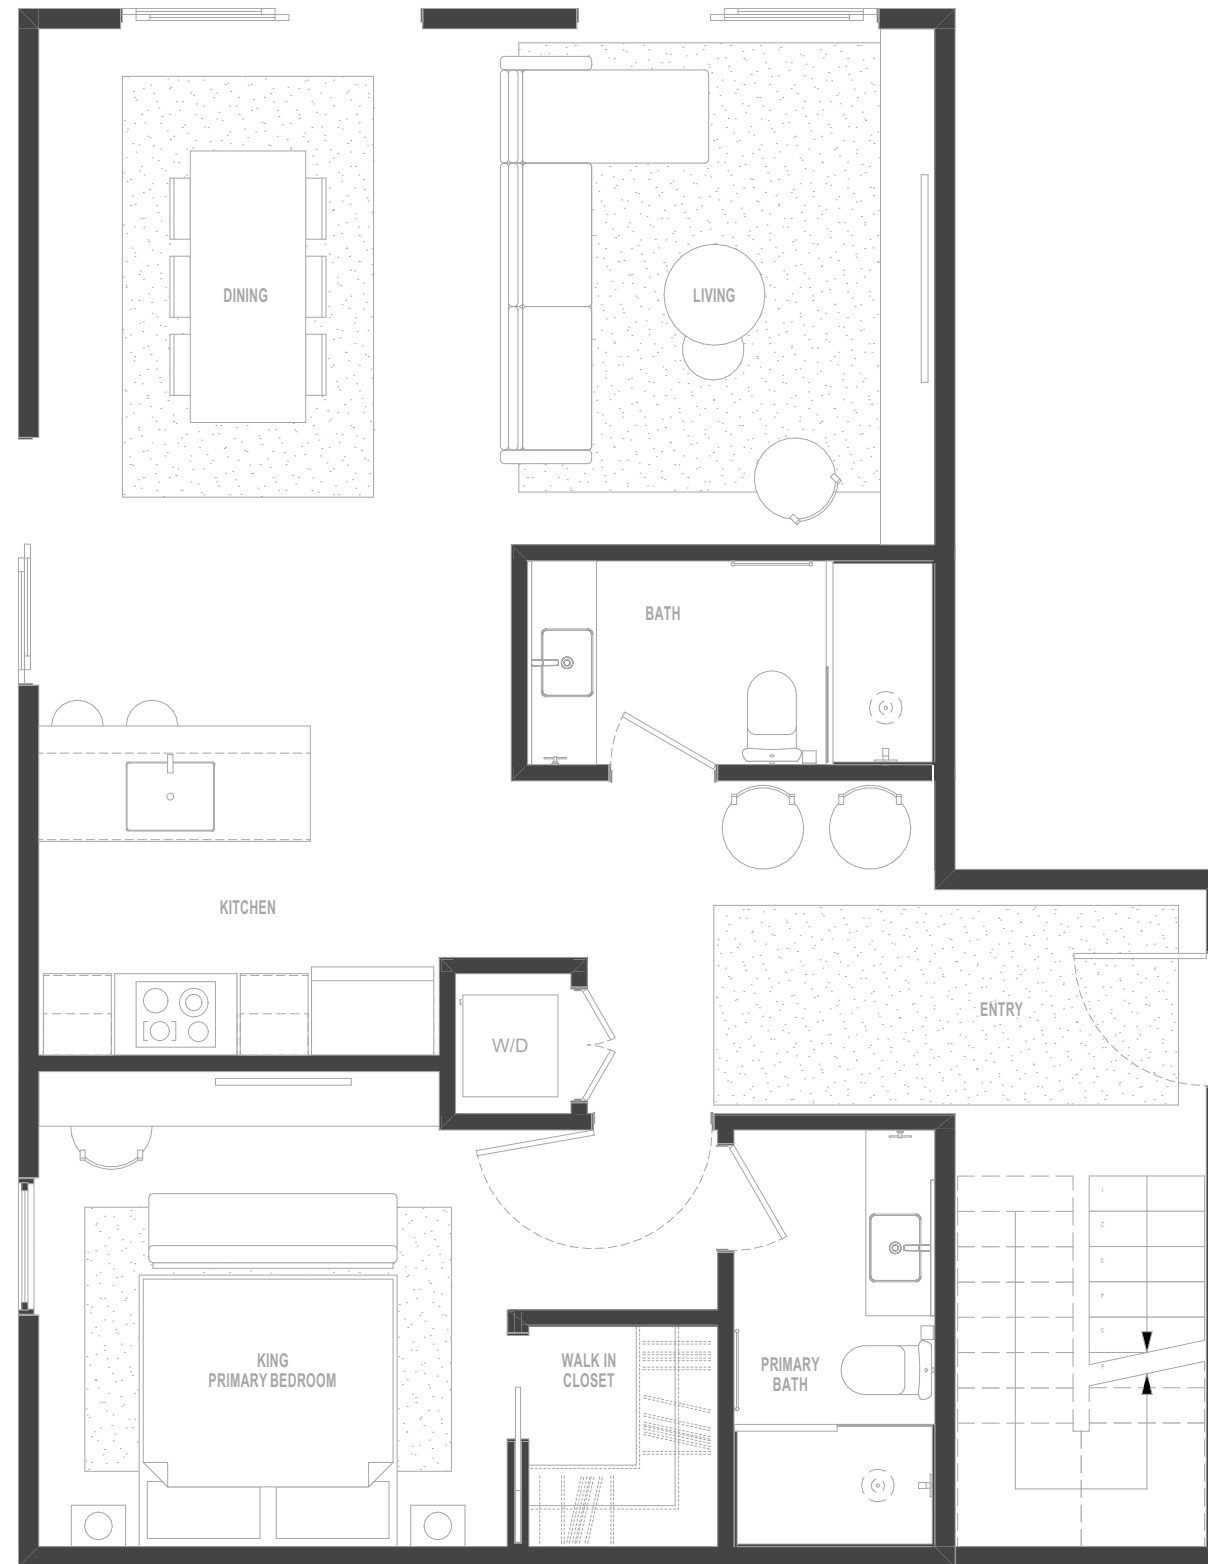 DINING
LIVING
BATH
KITCHEN
ENTRY
W/D
KING
PRIMARY BEDROOM
WALK IN
CLOSET
PRIMARY
BATH